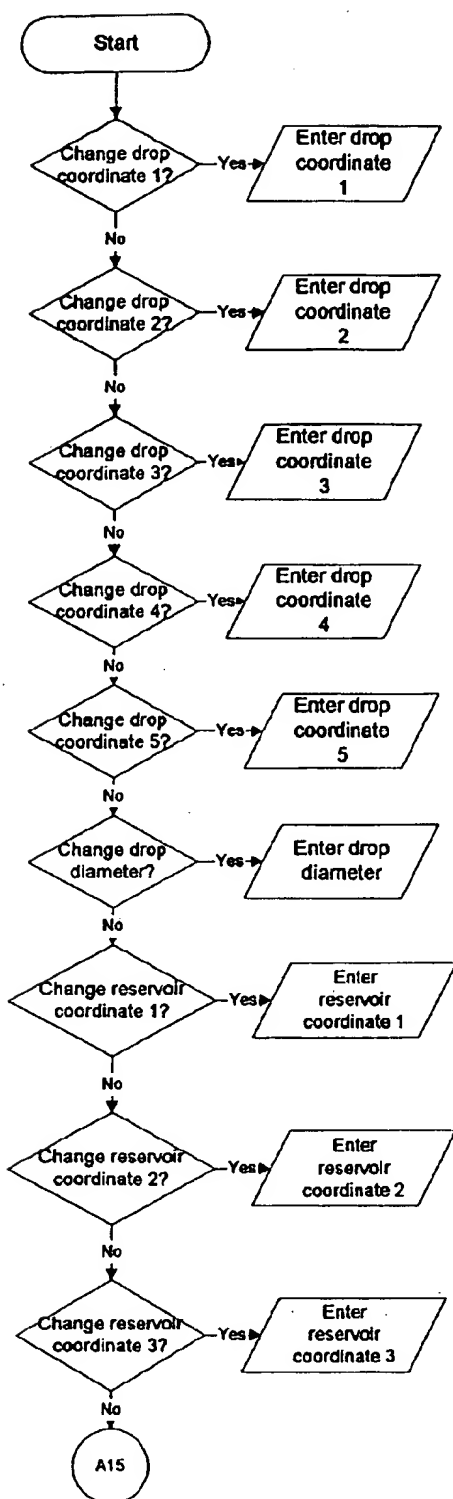 Start
Change drop
coordinate 1?
Yes
Enter drop
coordinate
1
No
Change drop
coordinate 2?
Yes
Enter drop
coordinate
2
No
Change drop
coordinate 3?
Yes
Enter drop
coordinate
3
No
Change drop
coordinate 4?
Yes
Enter drop
coordinate
4
No
Change drop
coordinate 5?
Yes
Enter drop
coordinate
5
No
Change drop
diameter?
Yes
Enter drop
diameter
No
Change reservoir
coordinate 1?
Yes
Enter
reservoir
coordinate 1
No
Change reservoir
coordinate 2?
Yes
Enter
reservoir
coordinate 2
No
Change reservoir
coordinate 3?
Yes
Enter
reservoir
coordinate 3
No
A15